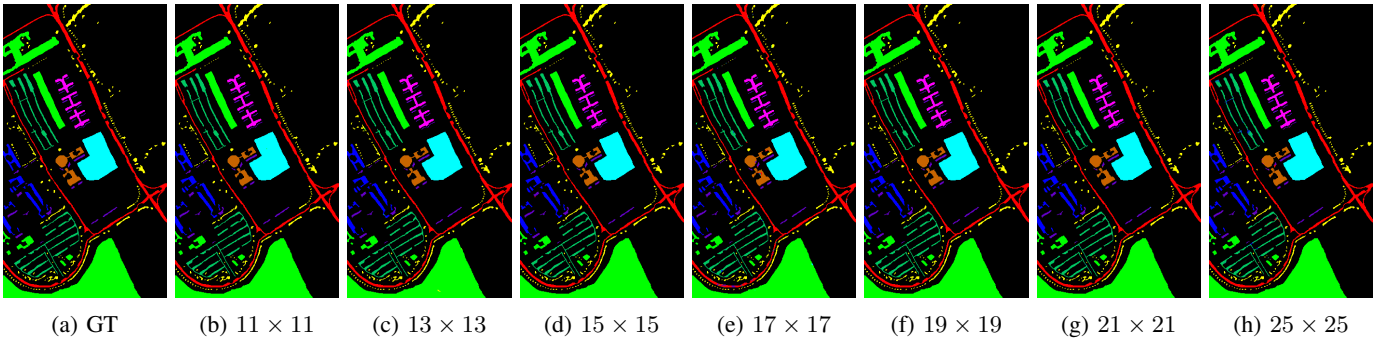 (a) GT (b) 11 × 11 (c) 13 × 13 (d) 15 × 15 (e) 17 × 17 (f) 19 × 19 (g) 21 × 21 (h) 25 × 25